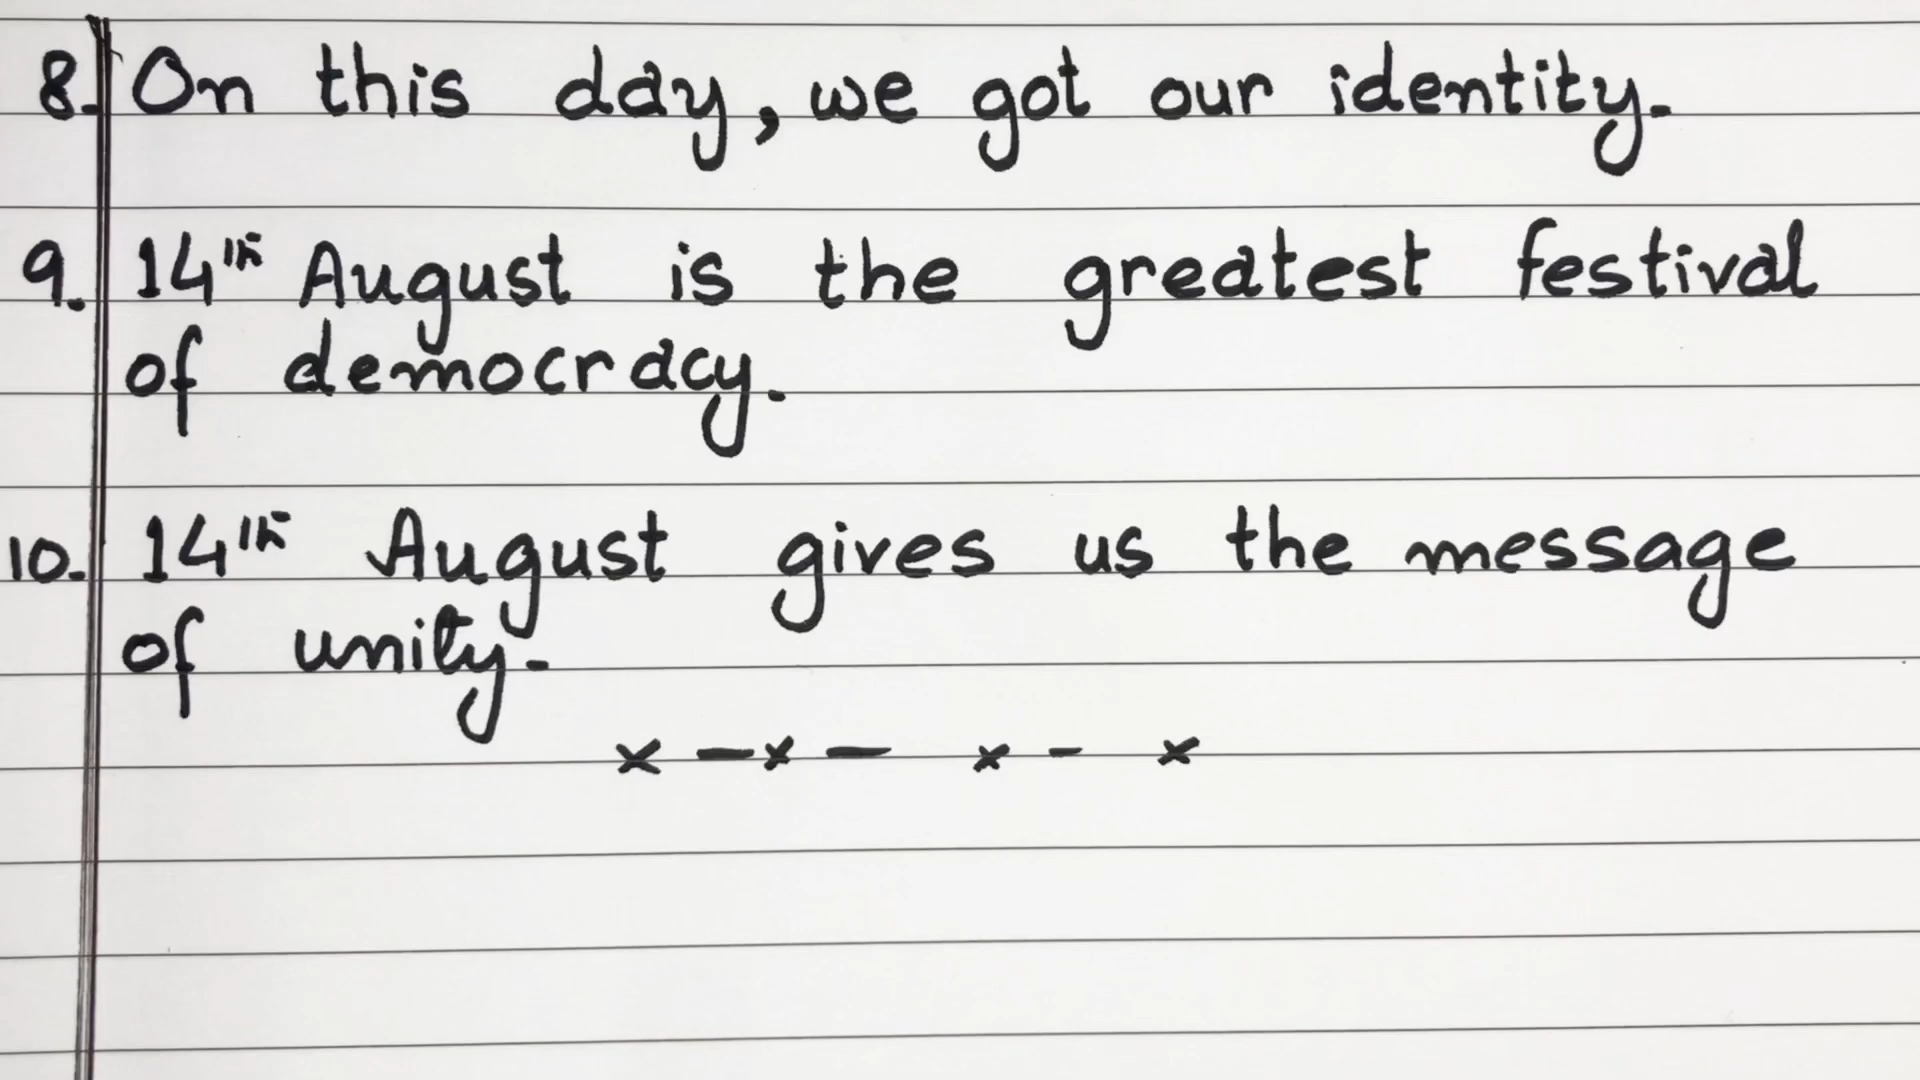 8. On this day, we got our identity.
9. 14th August is the greatest festival
of democracy.
10. 14th August gives us the message
of unity.
x - x - x - x